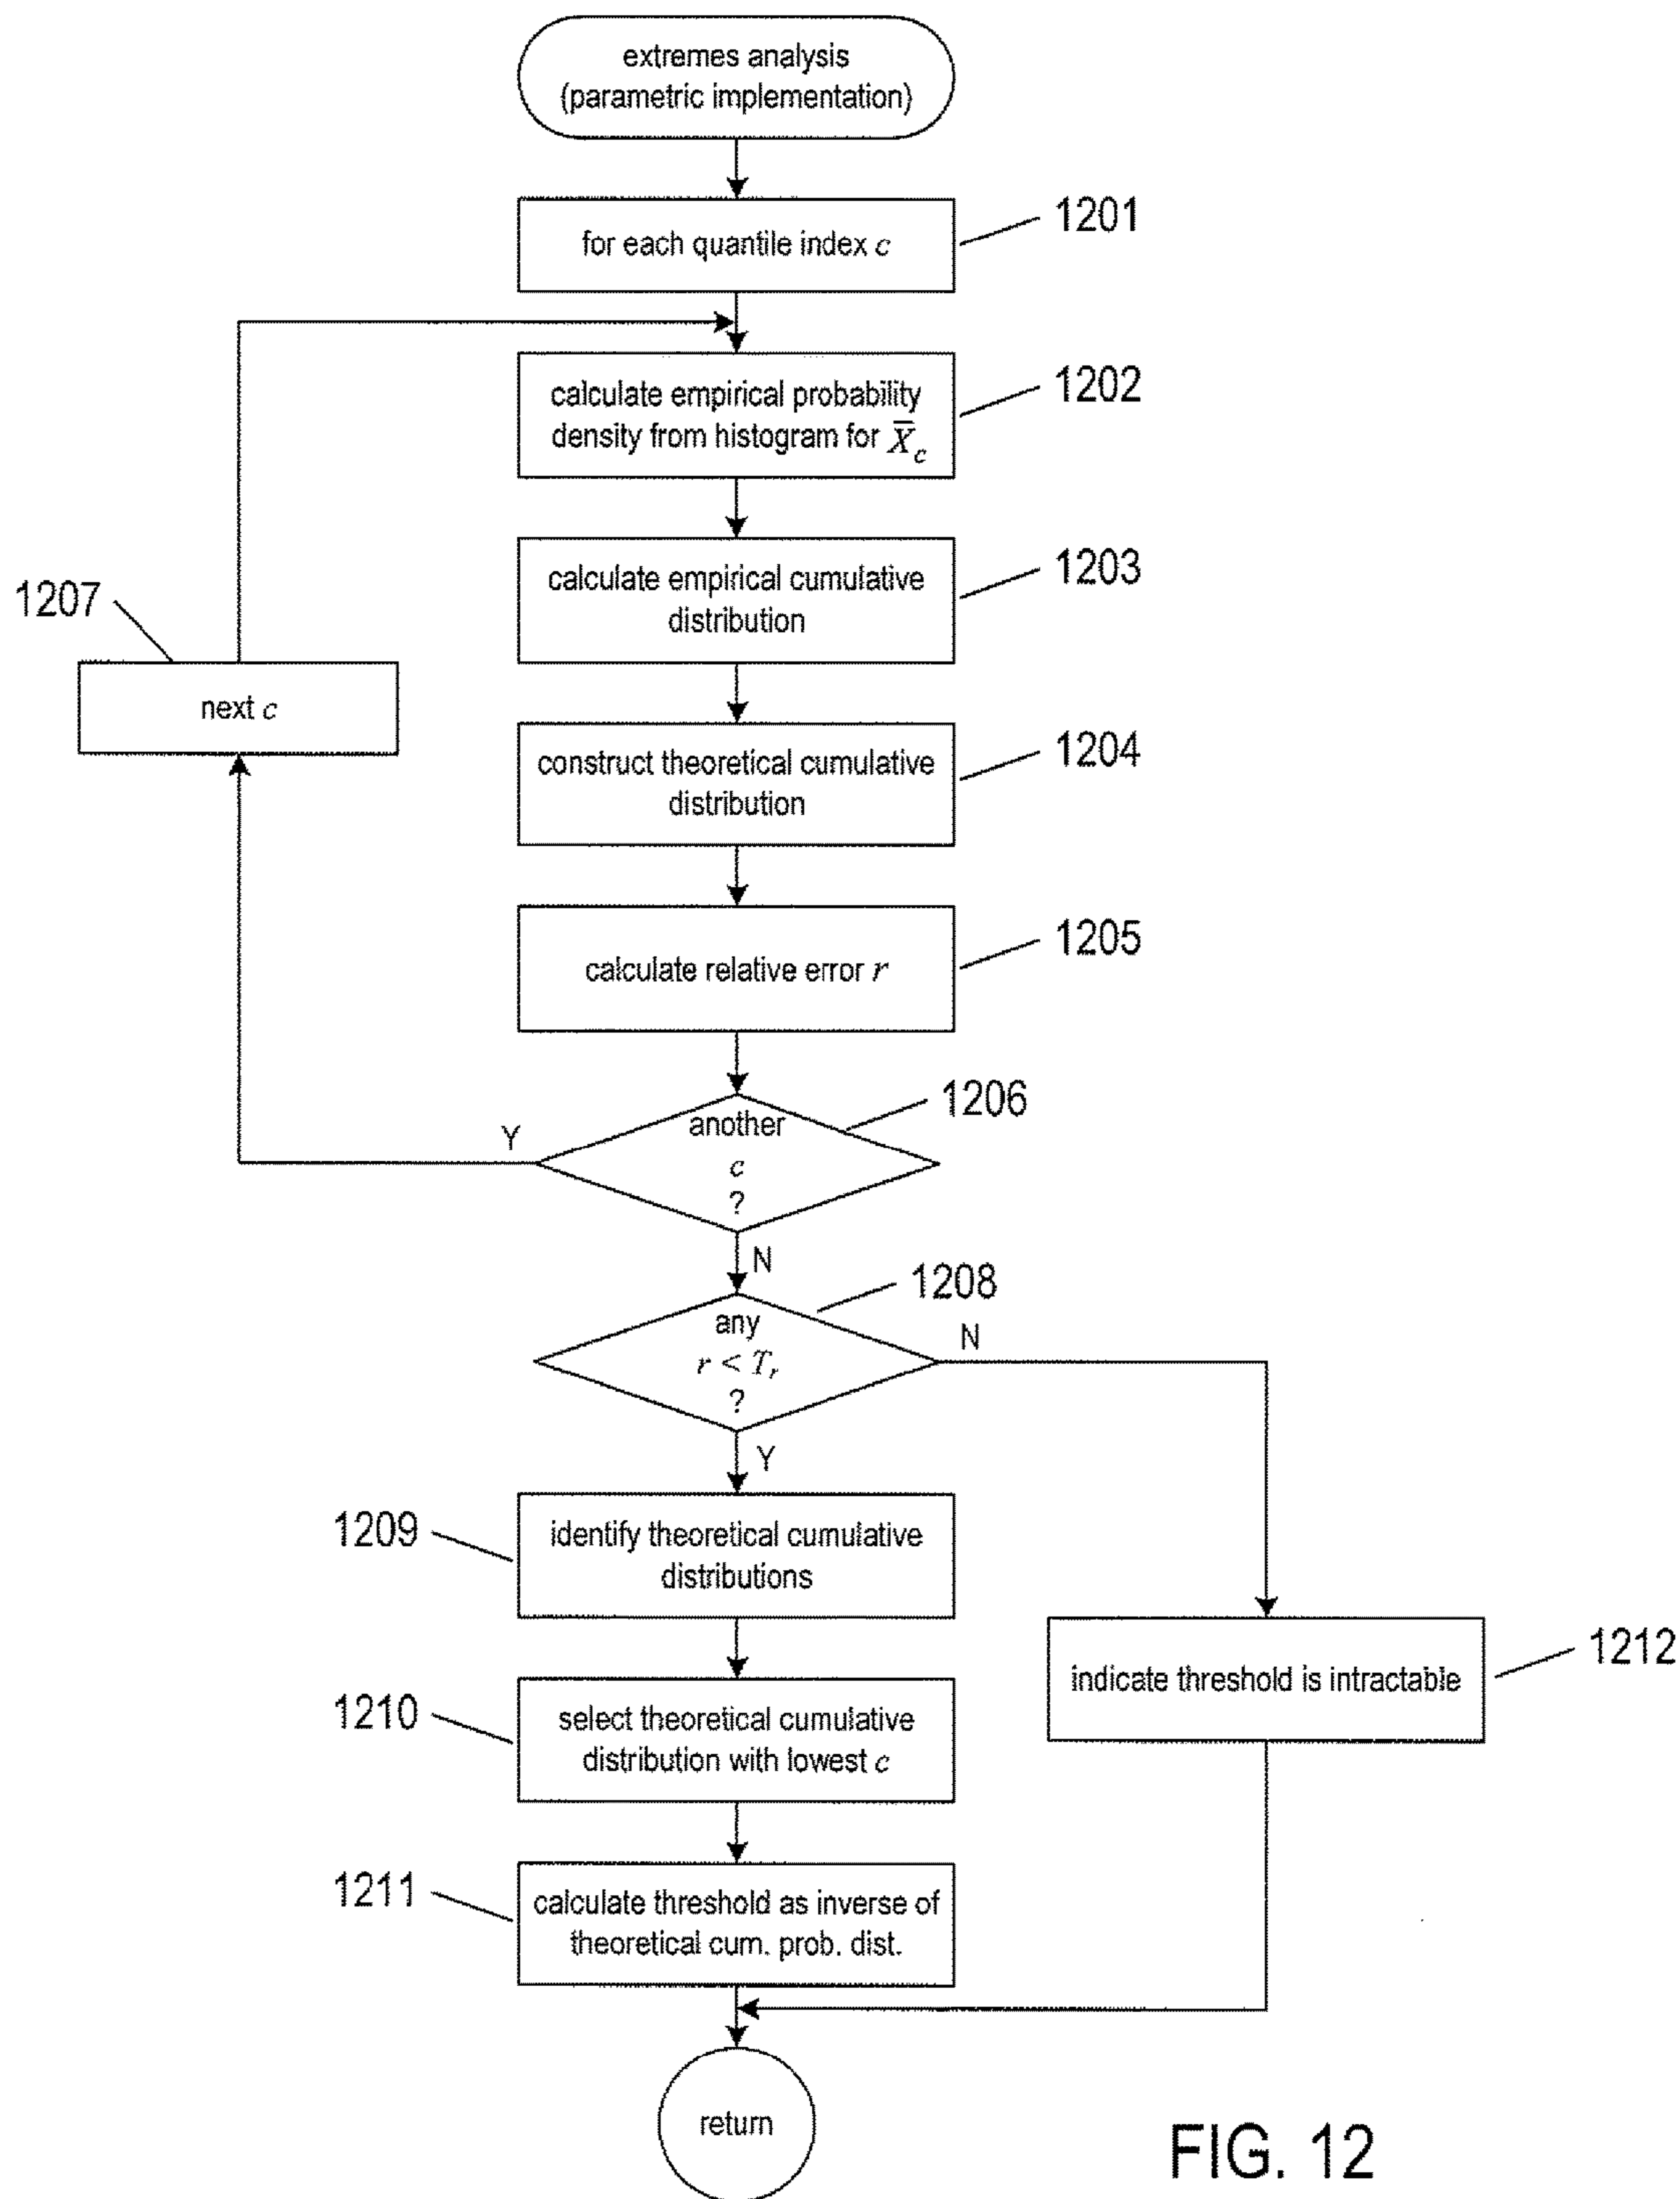 extremes analysis
(parametric implementation)
for each quantile index c
1201
calculate empirical probability
density from histogram for X̄c
1202
calculate empirical cumulative
distribution
1203
1207
next c
construct theoretical cumulative
distribution
1204
calculate relative error r
1205
another
c
?
1206
Y
N
any
r < Tr
?
1208
N
Y
1209
identify theoretical cumulative
distributions
1210
select theoretical cumulative
distribution with lowest c
indicate threshold is intractable
1212
1211
calculate threshold as inverse of
theoretical cum. prob. dist.
return
FIG. 12